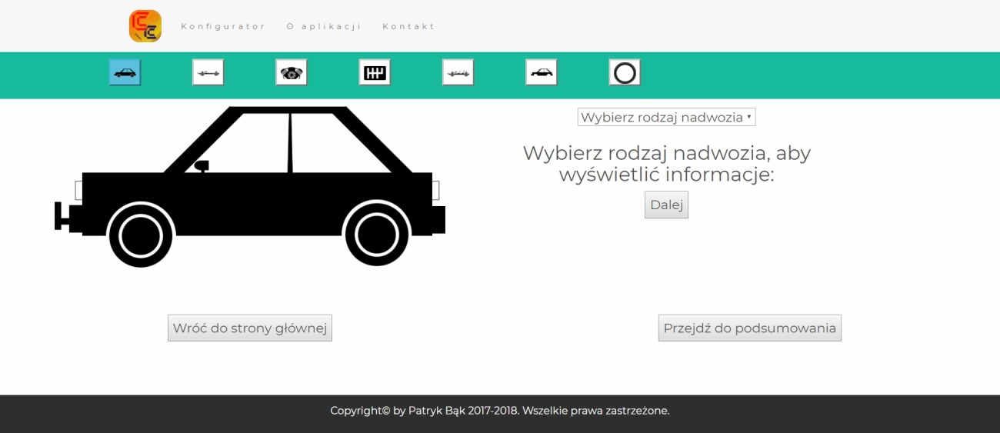 Konfigurator O aplikacji Kontakt
Wybierz rodzaj nadwozia
Wybierz rodzaj nadwozia, aby
wyświetlić informacje:
Dalej
Wróć do strony głównej
Przejdź do podsumowania
Copyright© by Patryk Bąk 2017-2018. Wszelkie prawa zastrzeżone.